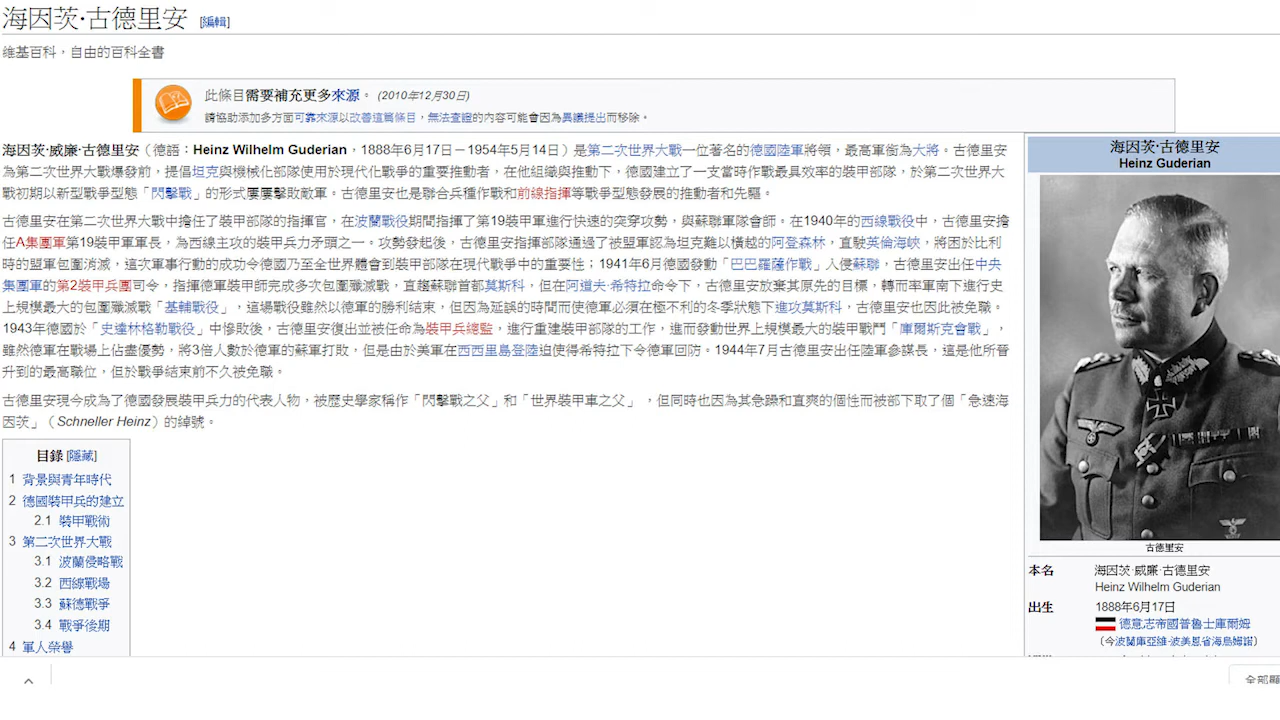 海因茨·古德里安 [編輯]
維基百科，自由的百科全書
此條目需要補充更多來源。 (2010年12月30日)
請協助添加多方面可靠來源以改善這篇條目，無法查證的內容可能會因為異議提出而移除。
海因茨·威廉·古德里安（德語：Heinz Wilhelm Guderian，1888年6月17日－1954年5月14日）是第二次世界大戰一位著名的德國陸軍將領，最高軍銜為大將。古德里安
為第二次世界大戰爆發前，提倡坦克與機械化部隊使用於現代化戰爭的重要推動者，在他組織與推動下，德國建立了一支當時作戰最具效率的裝甲部隊，於第二次世界大
戰初期以新型戰爭型態「閃擊戰」的形式屢屢擊敗敵軍。古德里安也是聯合兵種作戰和前線指揮等戰爭型態發展的推動者和先驅。
古德里安在第二次世界大戰中擔任了裝甲部隊的指揮官，在波蘭戰役期間指揮了第19裝甲軍進行快速的突穿攻勢，與蘇聯軍隊會師。在1940年的西線戰役中，古德里安擔
任A集團軍第19裝甲軍軍長，為西線主攻的裝甲兵力矛頭之一。攻勢發起後，古德里安指揮部隊通過了被盟軍認為坦克難以橫越的阿登森林，直駛英倫海峽，將困於比利
時的盟軍包圍消滅，這次軍事行動的成功令德國乃至全世界體會到裝甲部隊在現代戰爭中的重要性；1941年6月德國發動「巴巴羅薩作戰」入侵蘇聯，古德里安出任中央
集團軍的第2裝甲兵團司令，指揮德軍裝甲師完成多次包圍殲滅戰，直趨蘇聯首都莫斯科，但在阿道夫·希特拉命令下，古德里安放棄其原先的目標，轉而率軍南下進行史
上規模最大的包圍殲滅戰「基輔戰役」，這場戰役雖然以德軍的勝利結束，但因為延誤的時間而使德軍必須在極不利的冬季狀態下進攻莫斯科，古德里安也因此被免職。
1943年德國於「史達林格勒戰役」中慘敗後，古德里安復出並被任命為裝甲兵總監，進行重建裝甲部隊的工作，進而發動世界上規模最大的裝甲戰鬥「庫爾斯克會戰」，
雖然德軍在戰場上佔盡優勢，將3倍人數於德軍的蘇軍打敗，但是由於美軍在西西里島登陸迫使得希特拉下令德軍回防。1944年7月古德里安出任陸軍參謀長，這是他所晉
升到的最高職位，但於戰爭結束前不久被免職。
古德里安現今成為了德國發展裝甲兵力的代表人物，被歷史學家稱作「閃擊戰之父」和「世界裝甲車之父」，但同時也因為其急躁和直爽的個性而被部下取了個「急速海
因茨」（Schneller Heinz）的綽號。
目錄 [隱藏]
1 背景與青年時代
2 德國裝甲兵的建立
2.1 裝甲戰術
3 第二次世界大戰
3.1 波蘭侵略戰
3.2 西線戰場
3.3 蘇德戰爭
3.4 戰爭後期
4 軍人榮譽
海因茨·古德里安
Heinz Guderian
古德里安
本名 海因茨·威廉·古德里安
Heinz Wilhelm Guderian
出生 1888年6月17日
德意志帝國普魯士庫爾姆
（今波蘭庫亞維-波美恩省海烏姆諾）
全部顯